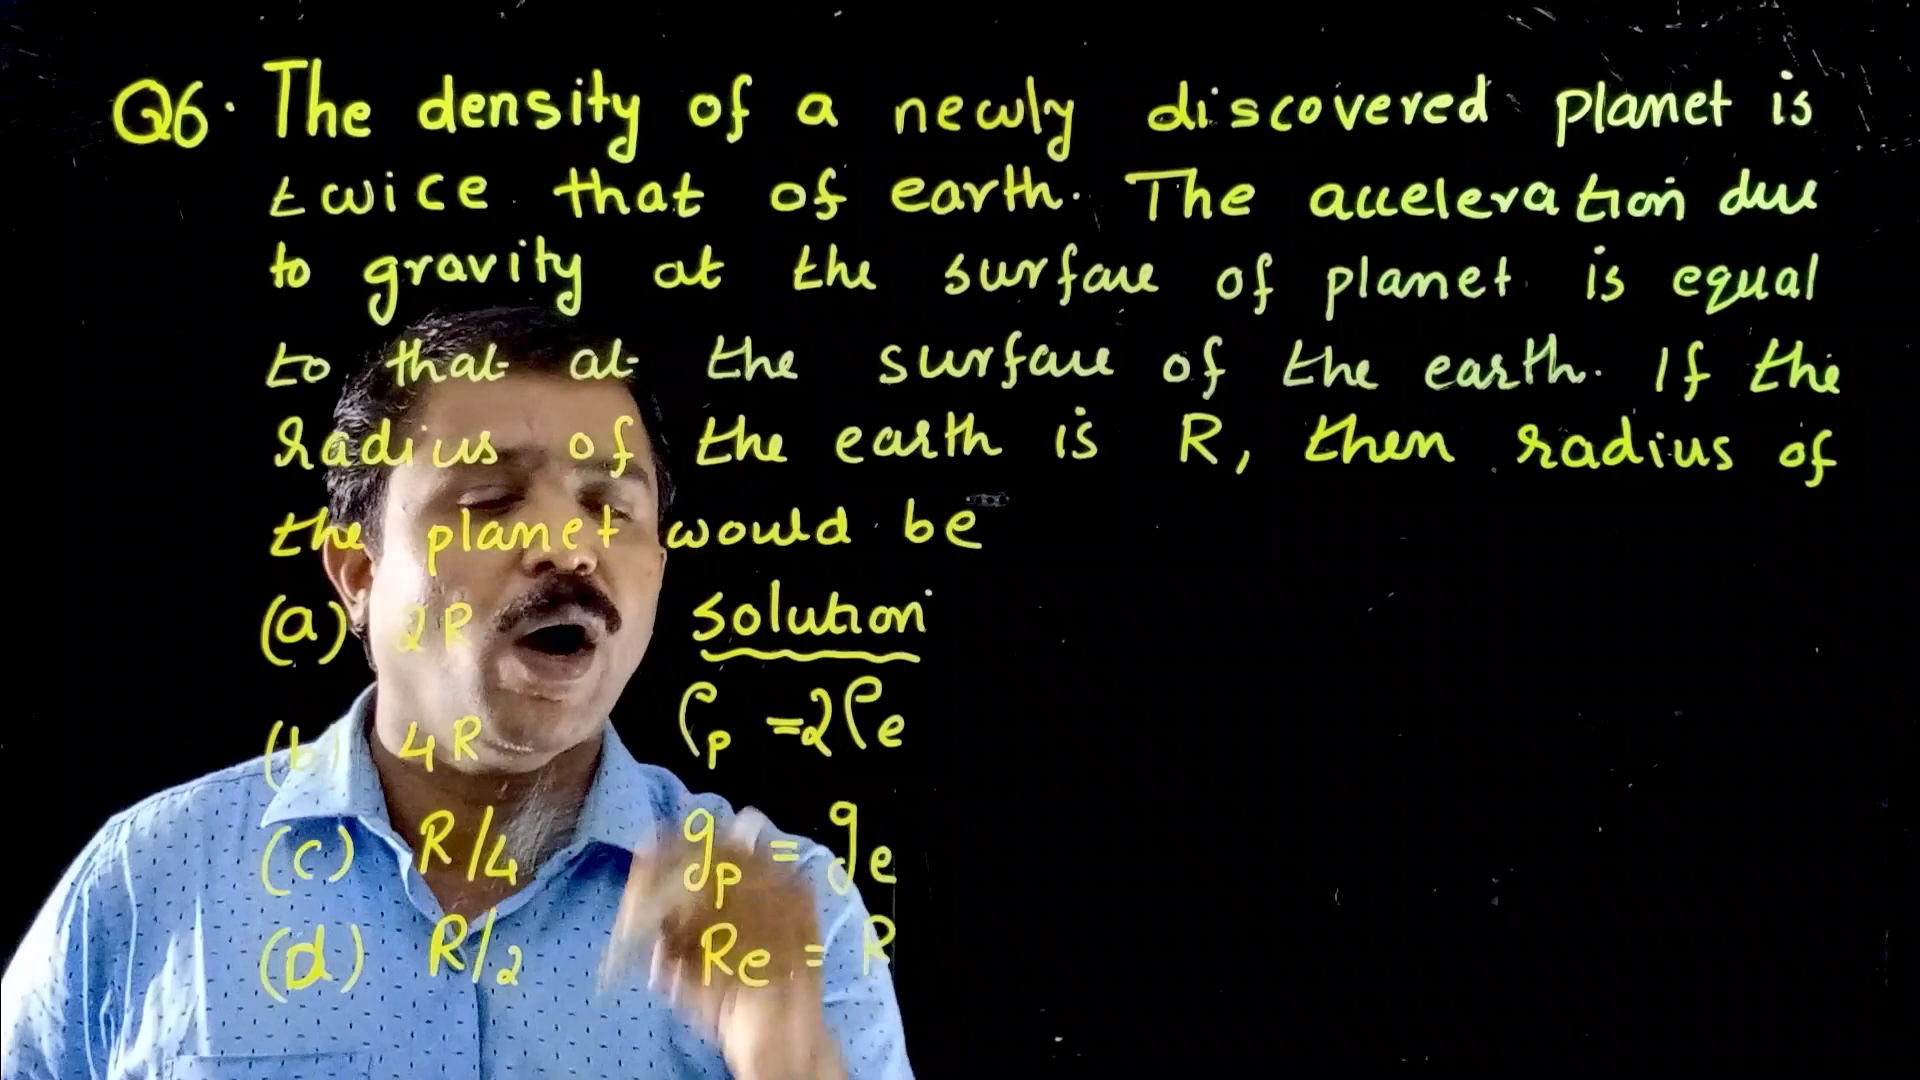 Q6. The density of a newly discovered planet is
twice that of earth. The acceleration due
to gravity at the surface of planet is equal
to that at the surface of the earth. If the
radius of the earth is R, then radius of
the planet would be
(a) 2R
solution
ρp = 2ρe
(b) 4R
(c) R/4
gp = ge
(d) R/2
Re = R